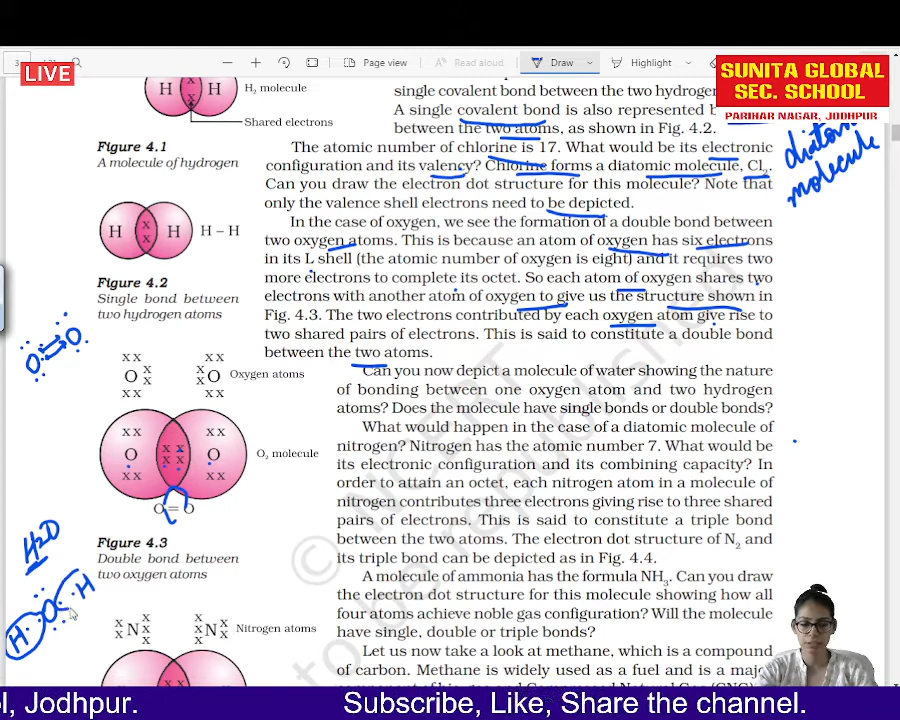 Page view
Read aloud
Draw
Highlight
LIVE
SUNITA GLOBAL
SEC. SCHOOL
PARIHAR NAGAR, JODHPUR
H H
x
x
H₂ molecule
Shared electrons
Figure 4.1
A molecule of hydrogen
H x H H – H
x
Figure 4.2
Single bond between
two hydrogen atoms
O O
x x x x
O x x O Oxygen atoms
x x
x x x x
x x x x
O x x x x O O₂ molecule
x x x x
O = O
Figure 4.3
Double bond between
two oxygen atoms
H2O
H O H
x N x x N x Nitrogen atoms
single covalent bond between the two hydrogen
A single covalent bond is also represented
between the two atoms, as shown in Fig. 4.2.
diatom
molecule
The atomic number of chlorine is 17. What would be its electronic
configuration and its valency? Chlorine forms a diatomic molecule, Cl₂.
Can you draw the electron dot structure for this molecule? Note that
only the valence shell electrons need to be depicted.
In the case of oxygen, we see the formation of a double bond between
two oxygen atoms. This is because an atom of oxygen has six electrons
in its L shell (the atomic number of oxygen is eight) and it requires two
more electrons to complete its octet. So each atom of oxygen shares two
electrons with another atom of oxygen to give us the structure shown in
Fig. 4.3. The two electrons contributed by each oxygen atom give rise to
two shared pairs of electrons. This is said to constitute a double bond
between the two atoms.
Can you now depict a molecule of water showing the nature
of bonding between one oxygen atom and two hydrogen
atoms? Does the molecule have single bonds or double bonds?
What would happen in the case of a diatomic molecule of
nitrogen? Nitrogen has the atomic number 7. What would be
its electronic configuration and its combining capacity? In
order to attain an octet, each nitrogen atom in a molecule of
nitrogen contributes three electrons giving rise to three shared
pairs of electrons. This is said to constitute a triple bond
between the two atoms. The electron dot structure of N₂ and
its triple bond can be depicted as in Fig. 4.4.
A molecule of ammonia has the formula NH₃. Can you draw
the electron dot structure for this molecule showing how all
four atoms achieve noble gas configuration? Will the molecule
have single, double or triple bonds?
Let us now take a look at methane, which is a compound
of carbon. Methane is widely used as a fuel and is a major
© NCERT
to be republished
ol, Jodhpur.
Subscribe, Like, Share the channel.